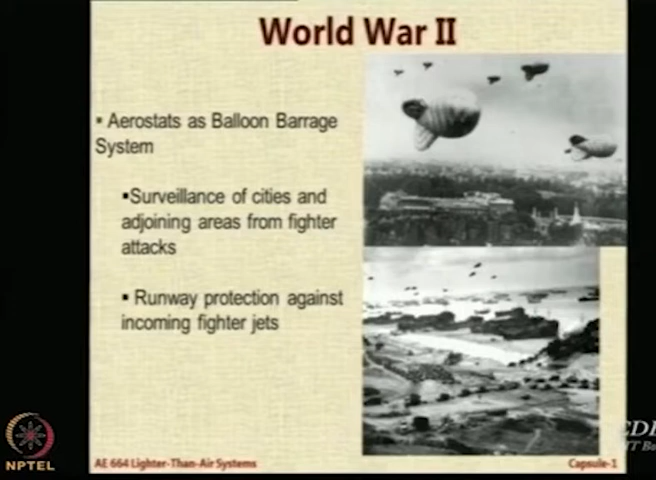 World War II
▪ Aerostats as Balloon Barrage
System
▪Surveillance of cities and
adjoining areas from fighter
attacks
▪ Runway protection against
incoming fighter jets
NPTEL
AE 664 Lighter-Than-Air Systems
Capsule-1